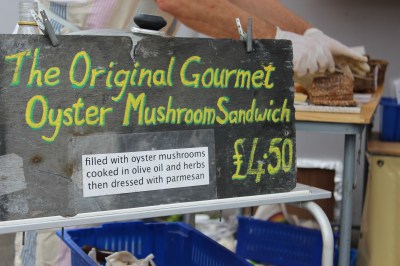 The Original Gourmet
Oyster Mushroom Sandwich
filled with oyster mushrooms
cooked in olive oil and herbs
then dressed with parmesan
£4.50